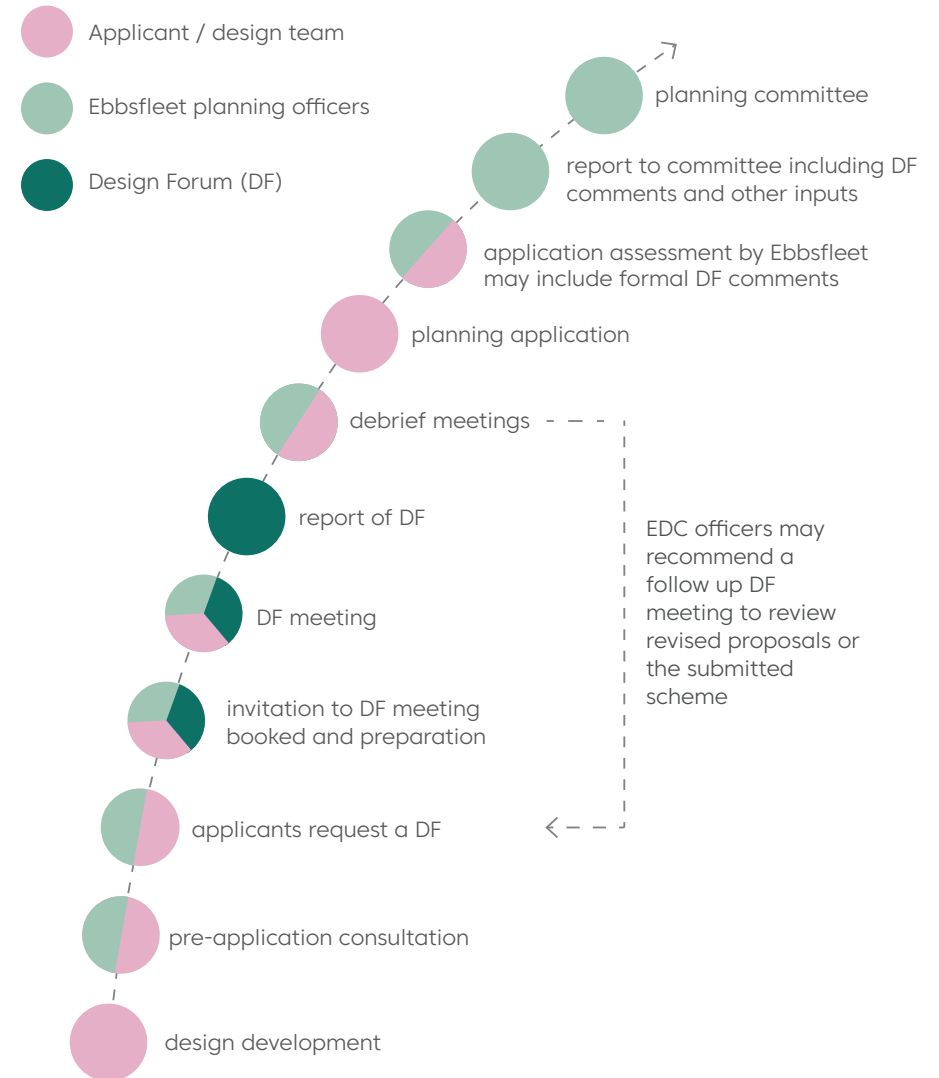 Applicant / design team
Ebbsfleet planning officers
Design Forum (DF)
planning committee
report to committee including DF
comments and other inputs
application assessment by Ebbsfleet
may include formal DF comments
planning application
debrief meetings
report of DF
DF meeting
invitation to DF meeting
booked and preparation
applicants request a DF
pre-application consultation
design development
EDC officers may
recommend a
follow up DF
meeting to review
revised proposals or
the submitted
scheme